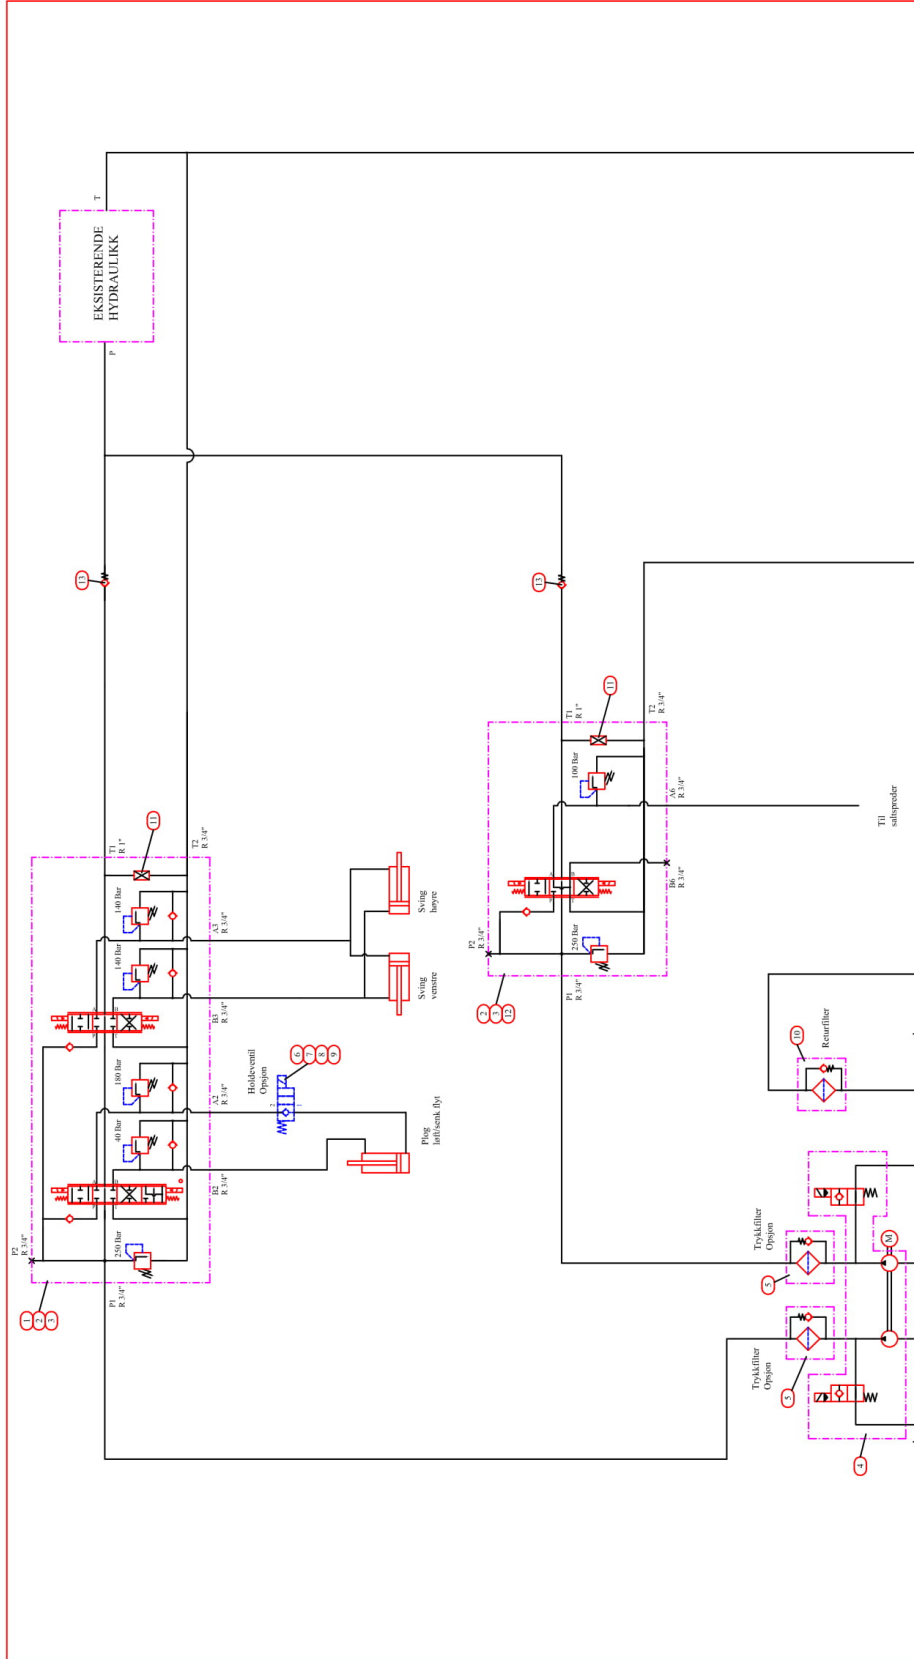 EKSISTERENDE
HYDRAULIKK
T
P
13
13
11
T1
R 1"
T2
R 3/4"
140 Bar
140 Bar
180 Bar
40 Bar
250 Bar
A3
R 3/4"
B3
R 3/4"
A2
R 3/4"
B2
R 3/4"
P2
R 3/4"
P1
R 3/4"
1
2
3
Holdeventil
Opsjon
6
7
8
9
2
1
Sving
høyre
Sving
venstre
Plog
løft/senk flyt
11
T1
R 1"
T2
R 3/4"
100 Bar
250 Bar
A6
R 3/4"
B6
R 3/4"
P2
R 3/4"
P1
R 3/4"
2
3
12
Til
saltspreder
10
Returfilter
Trykkfilter
Opsjon
5
Trykkfilter
Opsjon
5
M
4